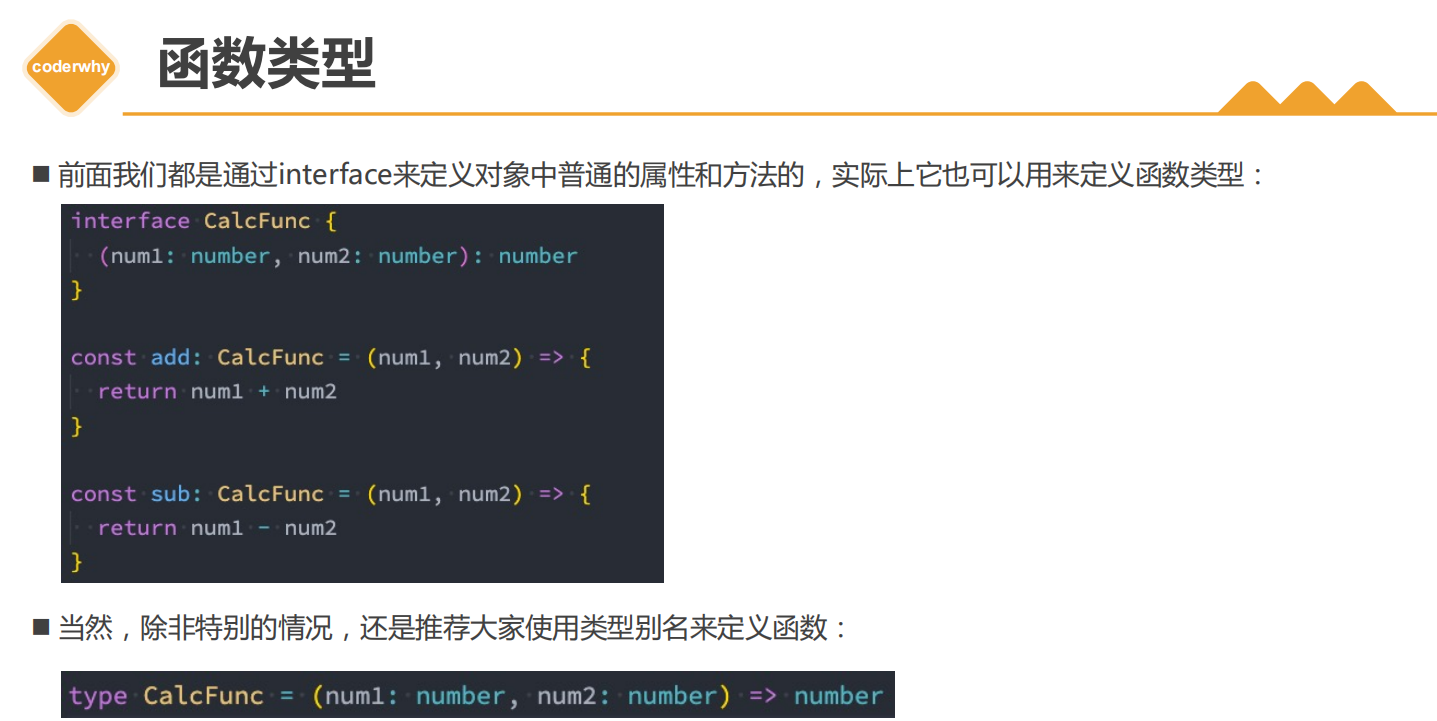 coderwhy
函数类型
前面我们都是通过interface来定义对象中普通的属性和方法的，实际上它也可以用来定义函数类型：
interface CalcFunc {
  (num1: number, num2: number): number
}
const add: CalcFunc = (num1, num2) => {
  return num1 + num2
}
const sub: CalcFunc = (num1, num2) => {
  return num1 - num2
}
当然，除非特别的情况，还是推荐大家使用类型别名来定义函数：
type CalcFunc = (num1: number, num2: number) => number